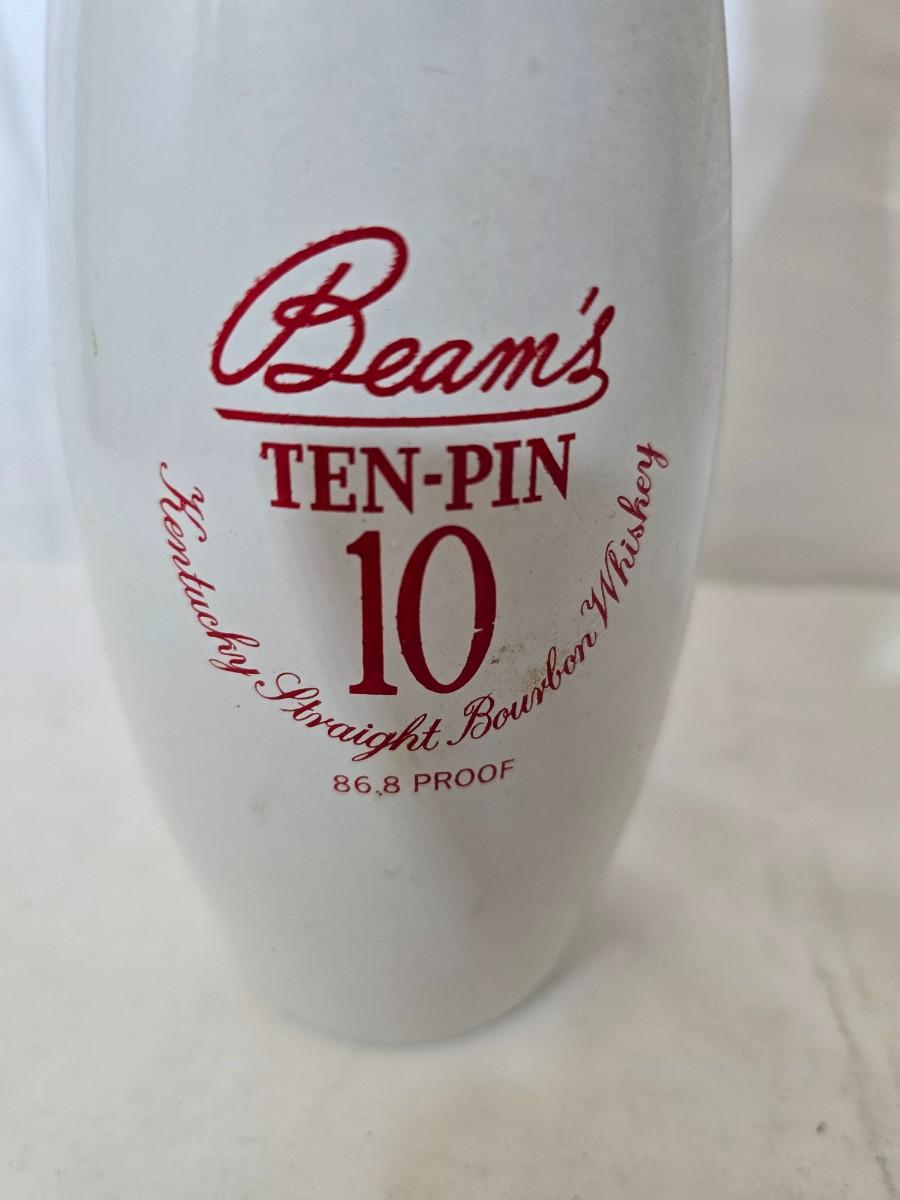 Beam's
TEN-PIN
10
Kentucky Straight Bourbon Whiskey
86.8 PROOF